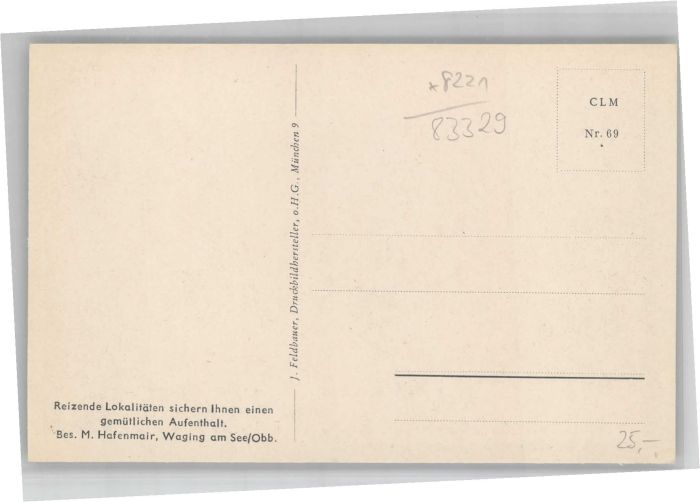 *8221
83329
CLM
Nr. 69
J. Feldbauer, Druckbildhersteller, o.H.G., München 9
Reizende Lokalitäten sichern Ihnen einen
gemütlichen Aufenthalt.
Bes. M. Hafenmair, Waging am See/Obb.
25,-